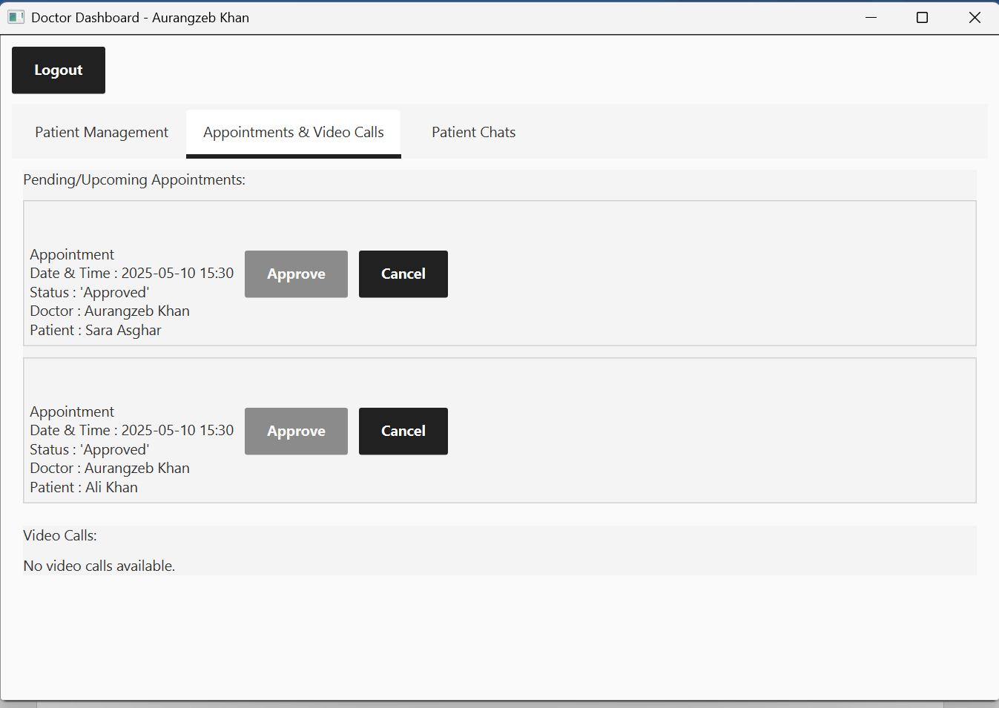 Doctor Dashboard - Aurangzeb Khan
Logout
Patient Management
Appointments & Video Calls
Patient Chats
Pending/Upcoming Appointments:
Appointment
Date & Time : 2025-05-10 15:30
Status : 'Approved'
Doctor : Aurangzeb Khan
Patient : Sara Asghar
Approve
Cancel
Appointment
Date & Time : 2025-05-10 15:30
Status : 'Approved'
Doctor : Aurangzeb Khan
Patient : Ali Khan
Approve
Cancel
Video Calls:
No video calls available.